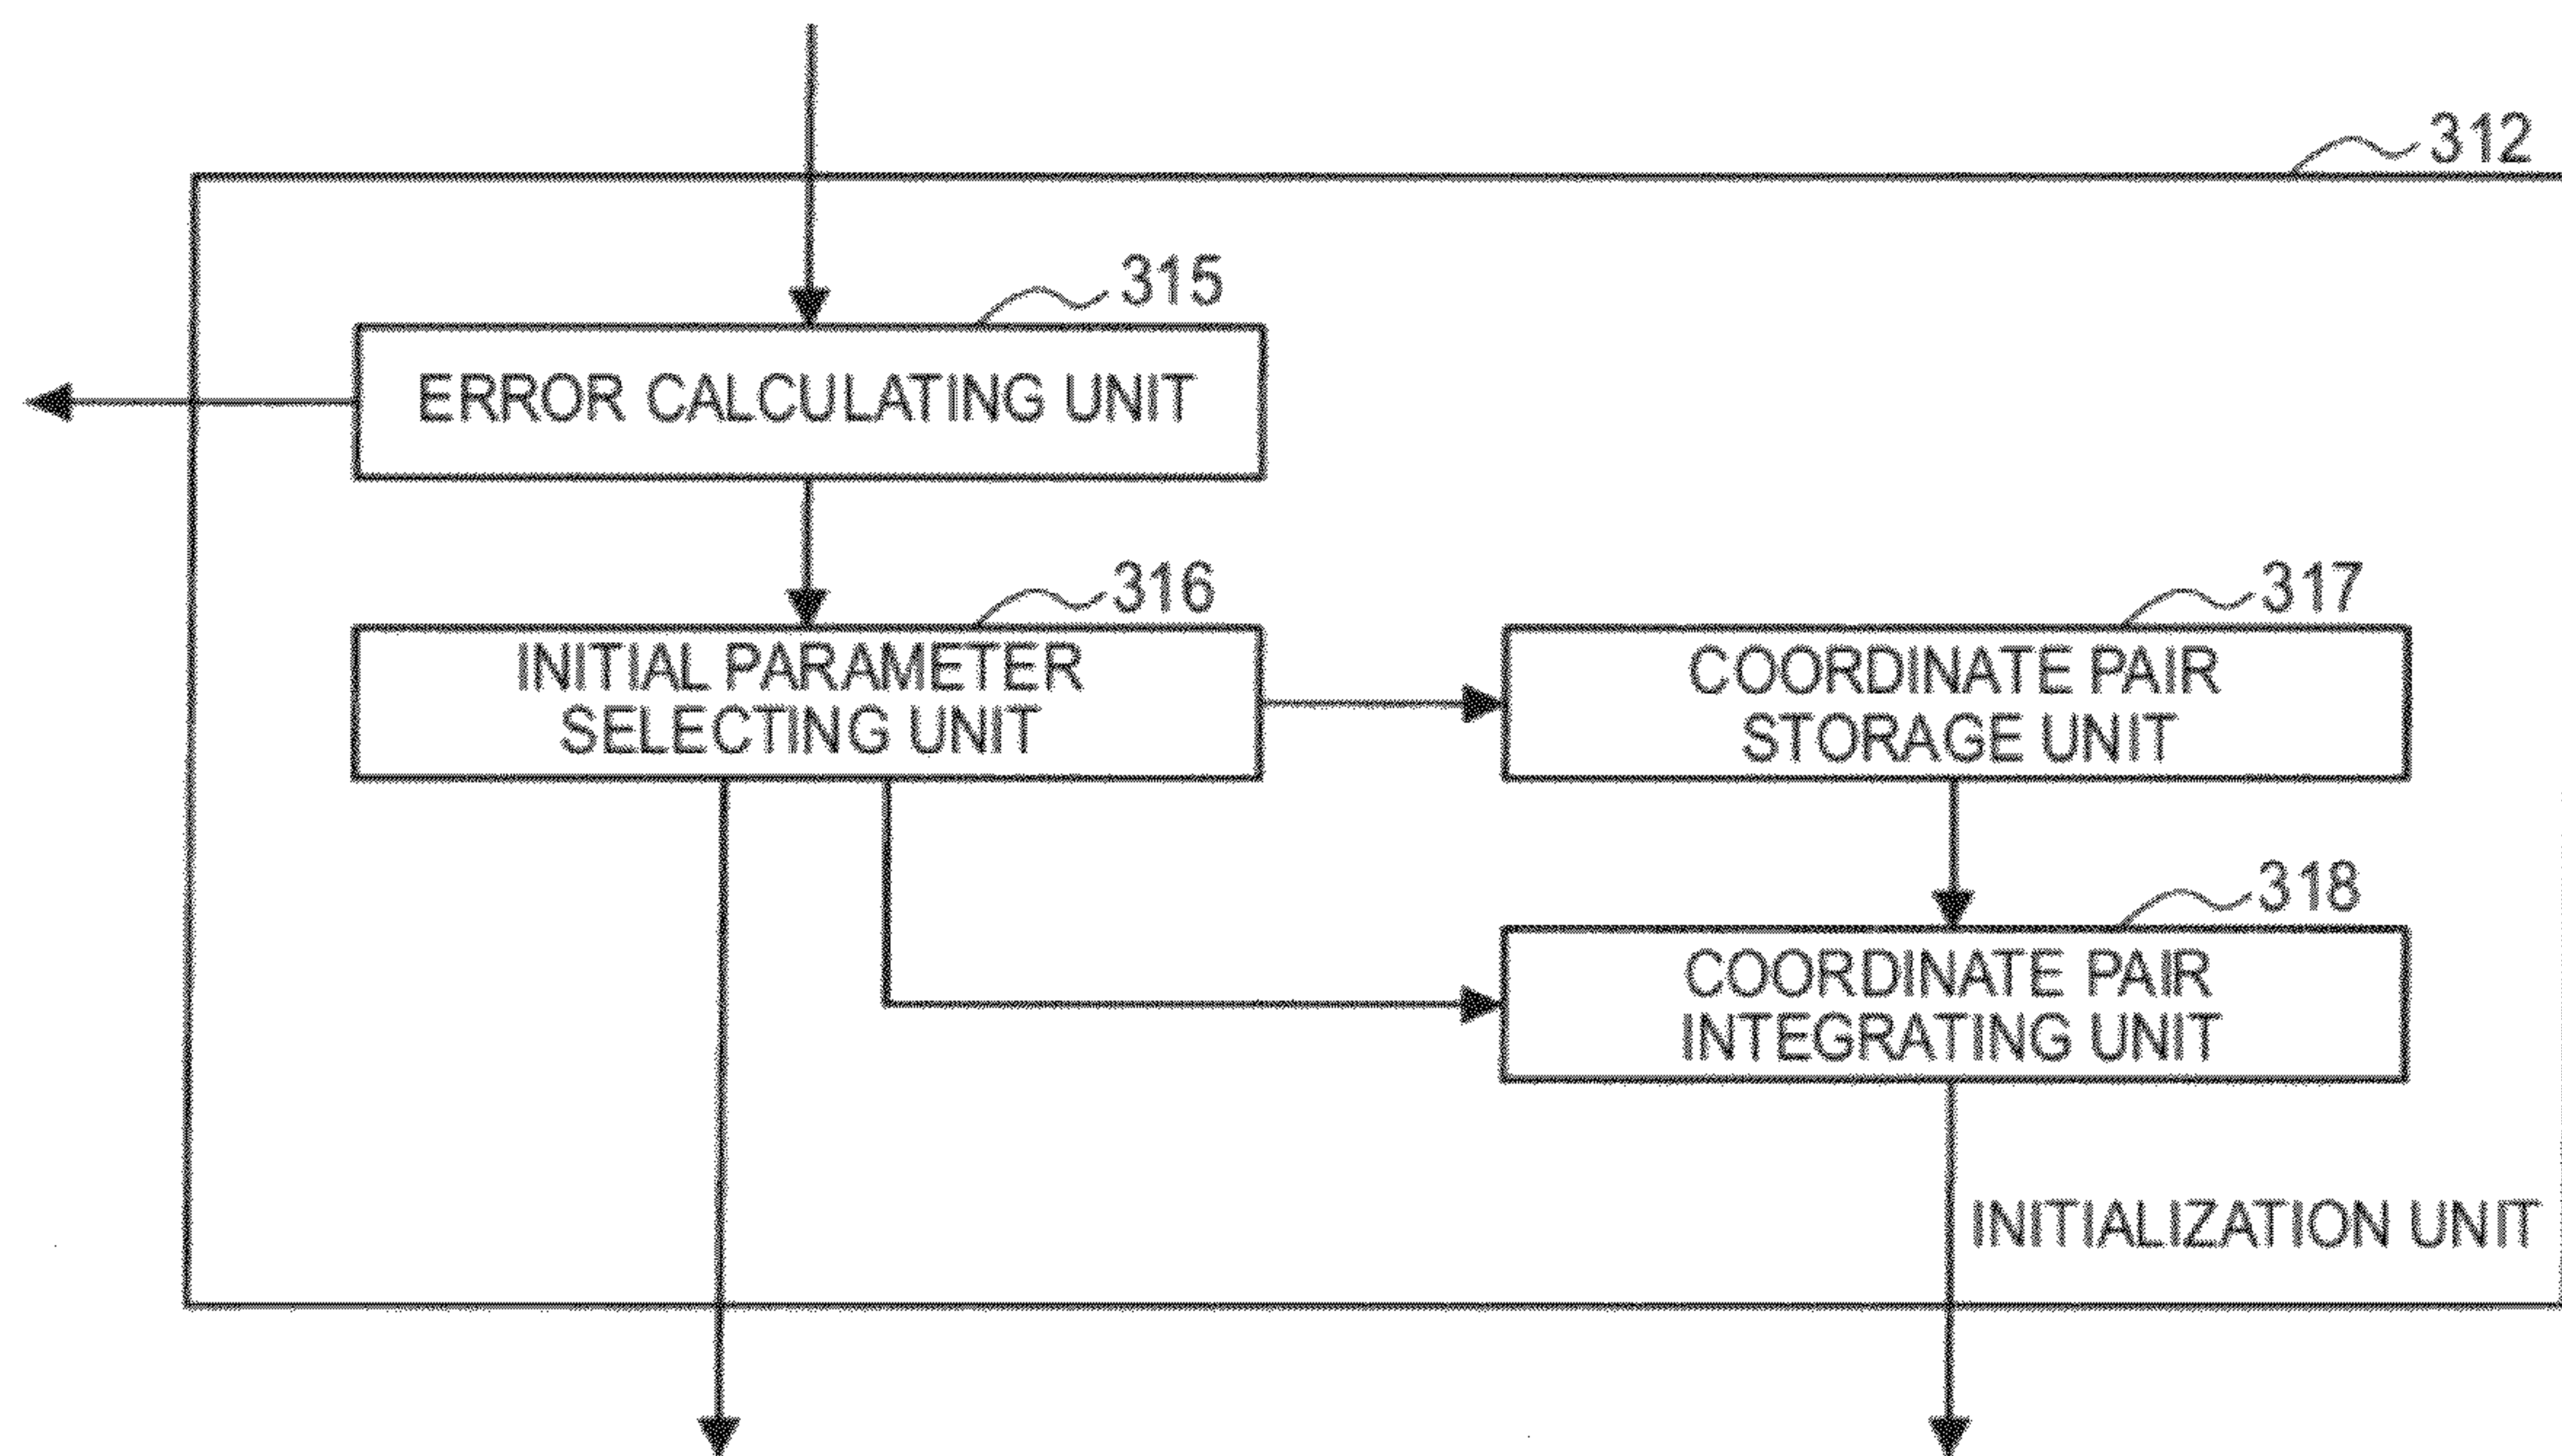 312
315
ERROR CALCULATING UNIT
316
INITIAL PARAMETER
SELECTING UNIT
317
COORDINATE PAIR
STORAGE UNIT
318
COORDINATE PAIR
INTEGRATING UNIT
INITIALIZATION UNIT